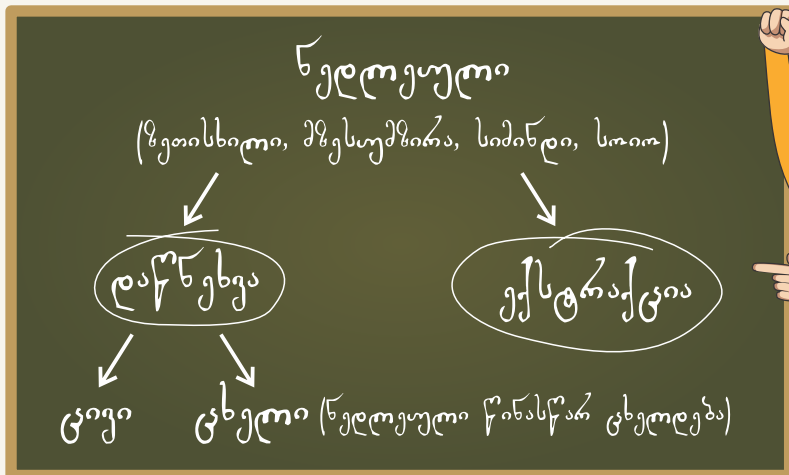 ნედლეული
(ზეთისხილი, მზესუმზირა, სიმინდი, სოიო)
დაწნეხვა
ექსტრაქცია
ცივი
ცხელი (ნედლეული წინასწარ ცხელდება)